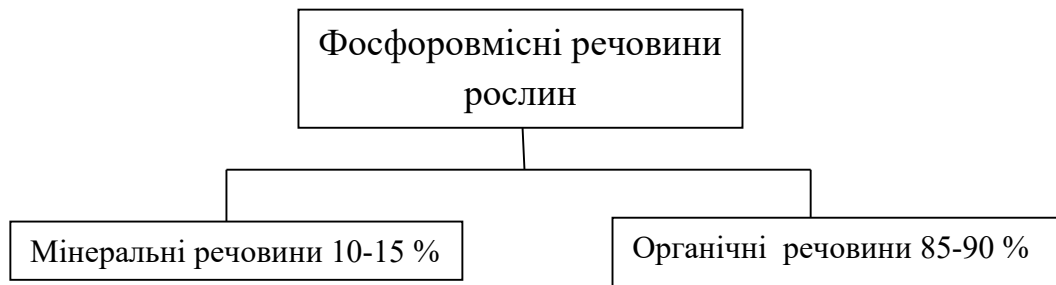 Фосфоровмісні речовини
рослин
Мінеральні речовини 10-15 %
Органічні речовини 85-90 %